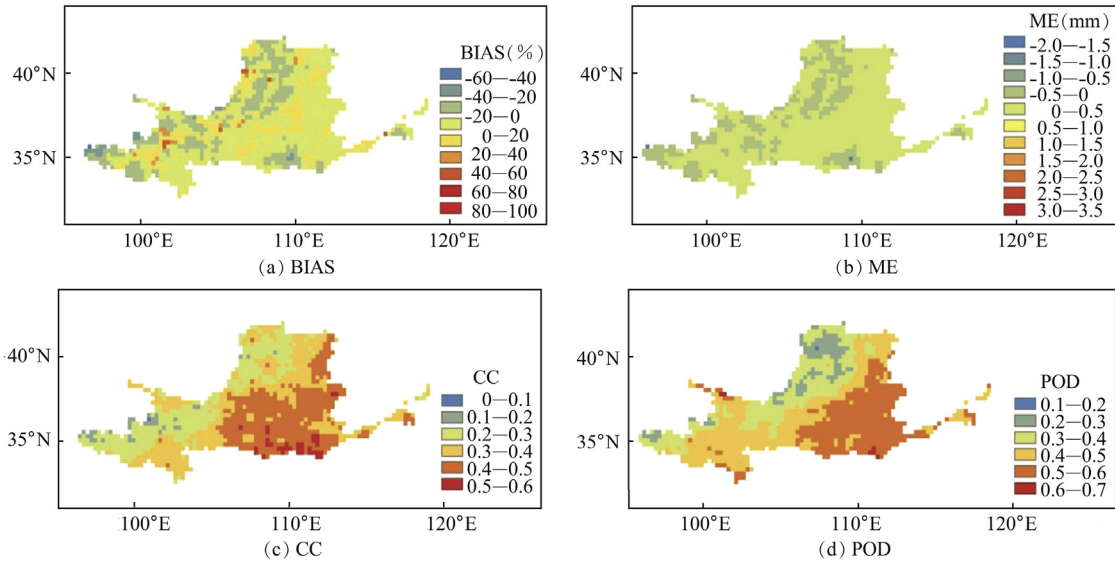 BIAS(%)
-60—-40
-40—-20
-20—0
0—20
20—40
40—60
60—80
80—100
40°N
35°N
100°E
110°E
120°E
(a) BIAS
ME(mm)
-2.0—-1.5
-1.5—-1.0
-1.0—-0.5
-0.5—0
0—0.5
0.5—1.0
1.0—1.5
1.5—2.0
2.0—2.5
2.5—3.0
3.0—3.5
40°N
35°N
100°E
110°E
120°E
(b) ME
CC
0—0.1
0.1—0.2
0.2—0.3
0.3—0.4
0.4—0.5
0.5—0.6
40°N
35°N
100°E
110°E
120°E
(c) CC
POD
0.1—0.2
0.2—0.3
0.3—0.4
0.4—0.5
0.5—0.6
0.6—0.7
40°N
35°N
100°E
110°E
120°E
(d) POD